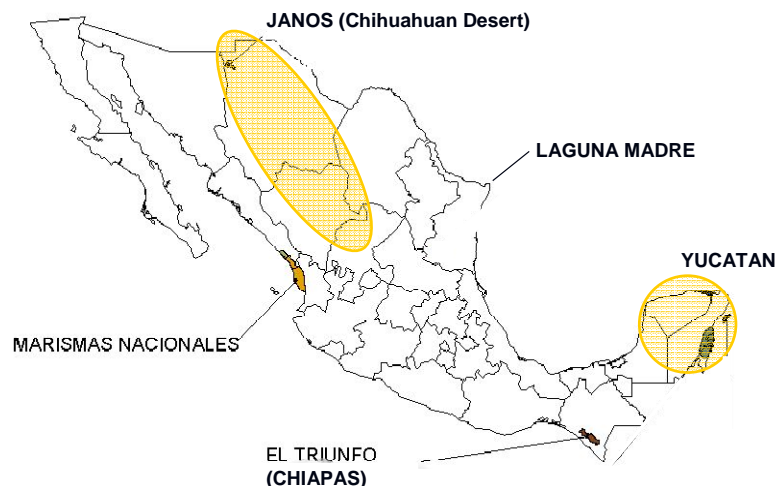 JANOS (Chihuahuan Desert)
LAGUNA MADRE
YUCATAN
MARISMAS NACIONALES
EL TRIUNFO
(CHIAPAS)